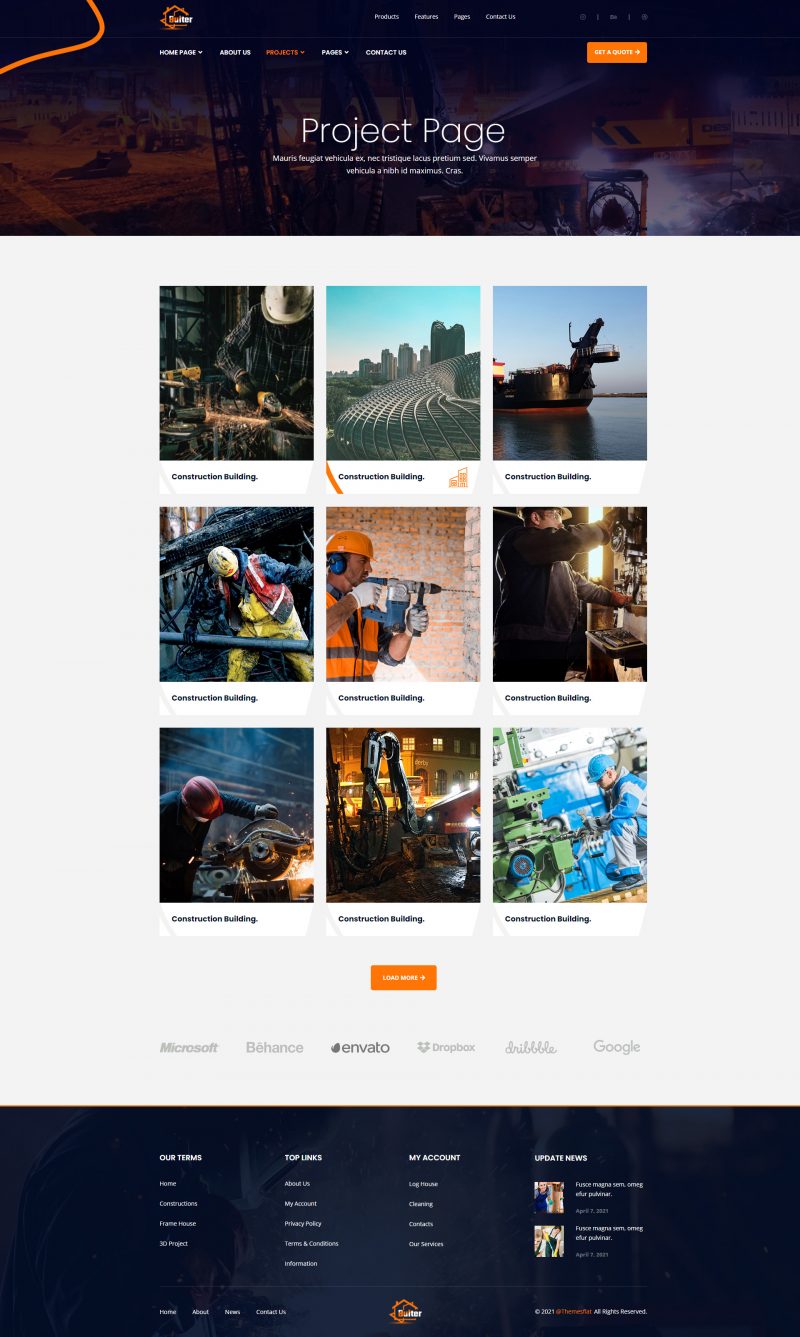 Buiter
Products Features Pages Contact Us
HOME PAGE ABOUT US PROJECTS PAGES CONTACT US
GET A QUOTE
Project Page
Mauris feugiat vehicula ex, nec tristique lacus pretium sed. Vivamus semper
vehicula a nibh id maximus. Cras.
Construction Building. Construction Building. Construction Building.
Construction Building. Construction Building. Construction Building.
derby
Construction Building. Construction Building. Construction Building.
LOAD MORE
Microsoft Bēhance envato Dropbox dribbble Google
OUR TERMS
Home
Constructions
Frame House
3D Project
TOP LINKS
About Us
My Account
Privacy Policy
Terms & Conditions
Information
MY ACCOUNT
Log House
Cleaning
Contacts
Our Services
UPDATE NEWS
Fusce magna sem, omeg
efur pulvinar.
April 7, 2021
Fusce magna sem, omeg
efur pulvinar.
April 7, 2021
Home About News Contact Us
Buiter
© 2021 @Themesflat All Rights Reserved.